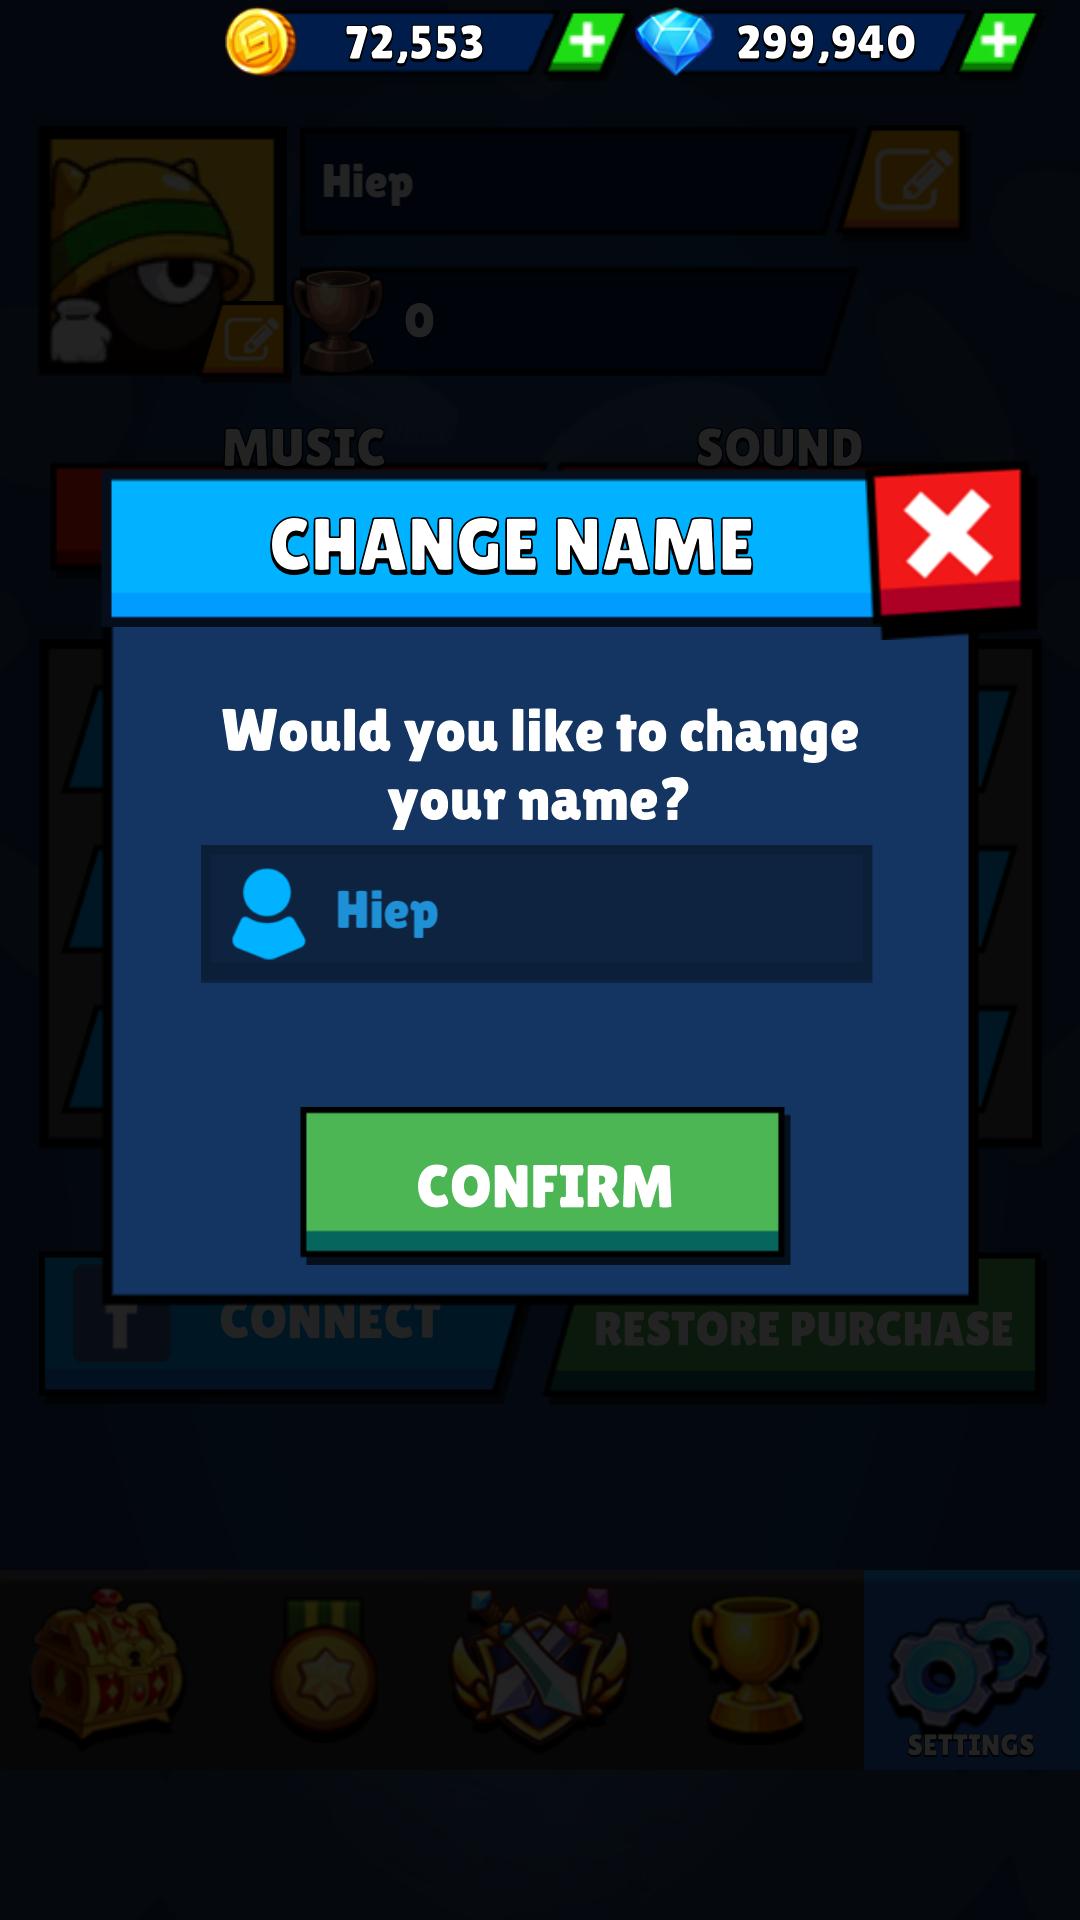 72,553
299,940
Hiep
0
MUSIC
SOUND
CHANGE NAME
Would you like to change
your name?
Hiep
CONFIRM
T CONNECT
RESTORE PURCHASE
SETTINGS